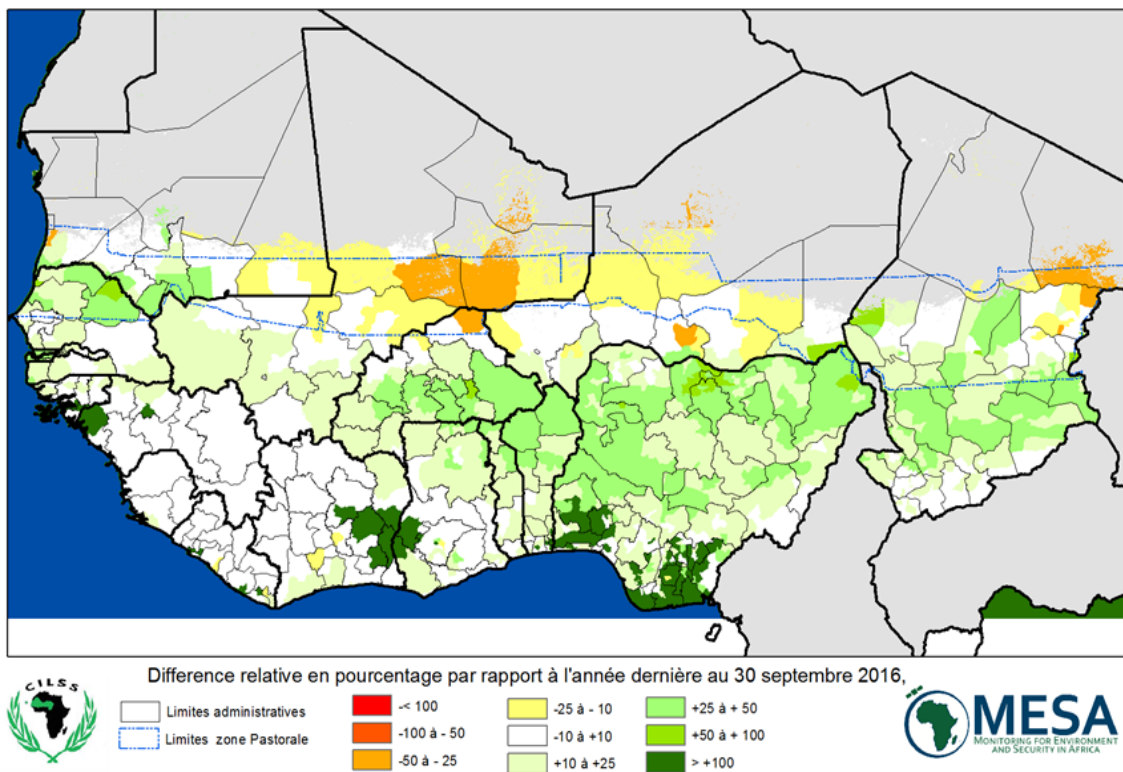 Difference relative en pourcentage par rapport à l'année dernière au 30 septembre 2016,
CILSS
Limites administratives
Limites zone Pastorale
-< 100
-100 à - 50
-50 à - 25
-25 à - 10
-10 à +10
+10 à +25
+25 à + 50
+50 à + 100
> +100
MESA
MONITORING FOR ENVIRONMENT
AND SECURITY IN AFRICA